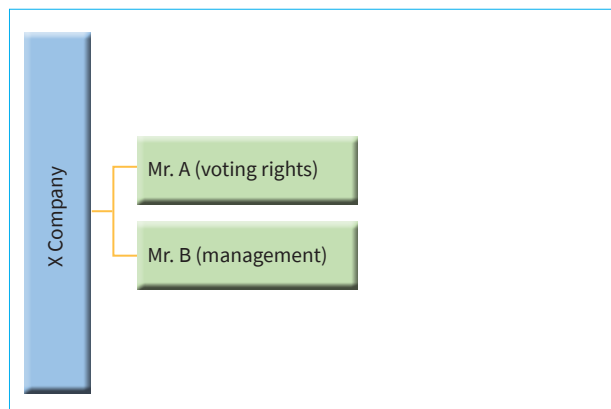 X Company
Mr. A (voting rights)
Mr. B (management)